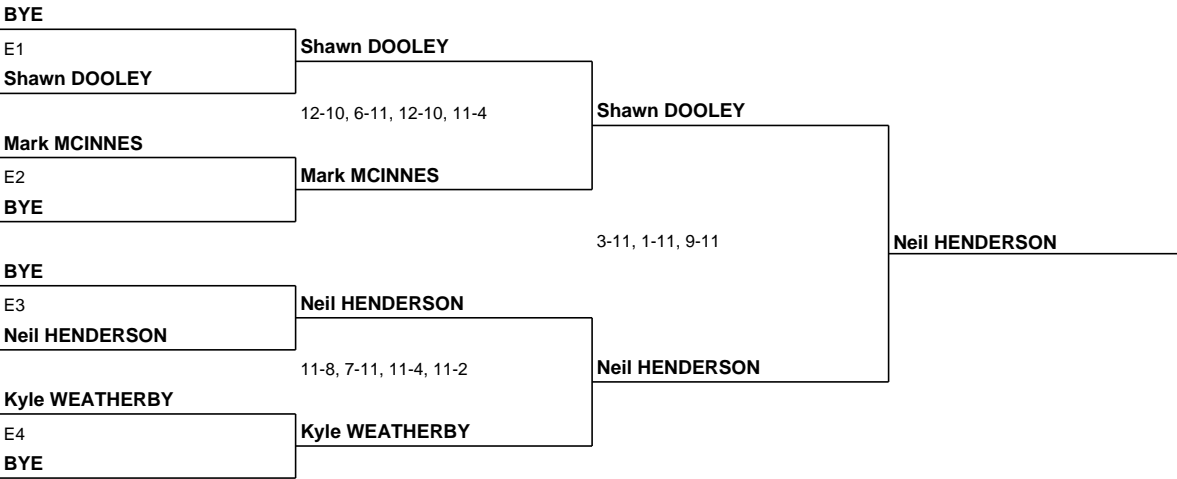 BYE
E1
Shawn DOOLEY
Shawn DOOLEY
12-10, 6-11, 12-10, 11-4
Shawn DOOLEY
Mark MCINNES
E2
Mark MCINNES
BYE
3-11, 1-11, 9-11
Neil HENDERSON
BYE
E3
Neil HENDERSON
Neil HENDERSON
11-8, 7-11, 11-4, 11-2
Neil HENDERSON
Kyle WEATHERBY
E4
Kyle WEATHERBY
BYE